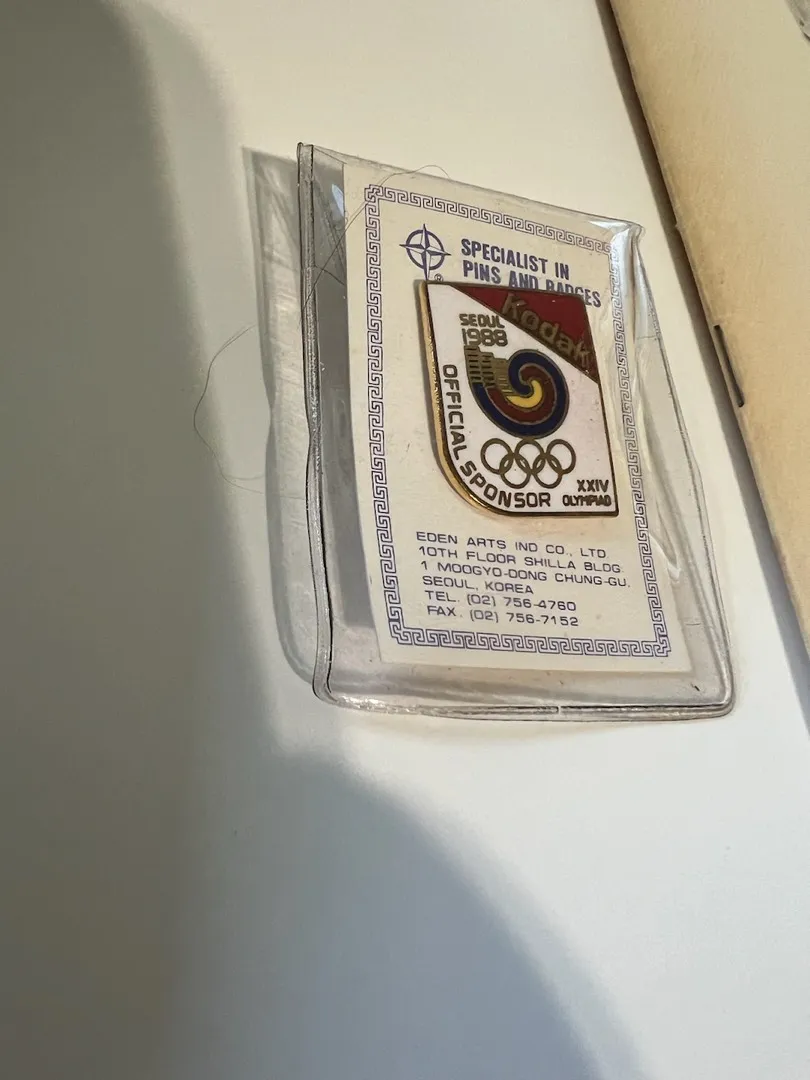 SPECIALIST IN
PINS AND BADGES
®
Kodak
SEOUL
1988
OFFICIAL SPONSOR
XXIV
OLYMPIAD
EDEN ARTS IND CO., LTD
10TH FLOOR SHILLA BLDG.
1 MOOGYO-DONG CHUNG-GU,
SEOUL, KOREA
TEL. (02) 756-4760
FAX. (02) 756-7152